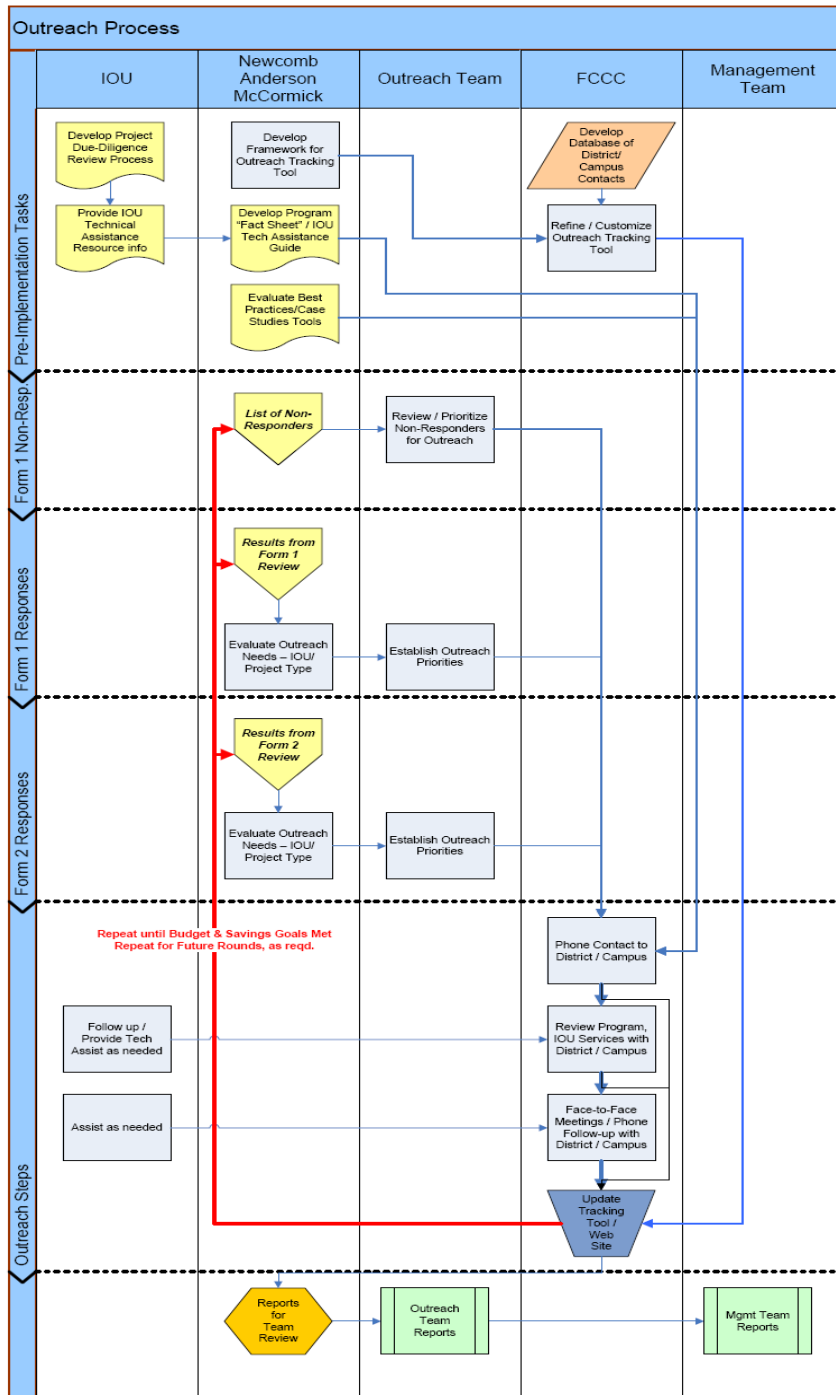 Outreach Process
IOU
Newcomb
Anderson
McCormick
Outreach Team
FCCC
Management
Team
Pre-Implementation Tasks
Develop Project
Due-Diligence
Review Process
Develop
Framework for
Outreach Tracking
Tool
Develop
Database of
District/
Campus
Contacts
Provide IOU
Technical
Assistance
Resource info
Develop Program
“Fact Sheet” / IOU
Tech Assistance
Guide
Refine / Customize
Outreach Tracking
Tool
Evaluate Best
Practices/Case
Studies Tools
Form 1 Non-Resp.
List of Non-
Responders
Review / Prioritize
Non-Responders
for Outreach
Form 1 Responses
Results from
Form 1
Review
Evaluate Outreach
Needs – IOU/
Project Type
Establish Outreach
Priorities
Form 2 Responses
Results from
Form 2
Review
Evaluate Outreach
Needs – IOU/
Project Type
Establish Outreach
Priorities
Outreach Steps
Repeat until Budget & Savings Goals Met
Repeat for Future Rounds, as reqd.
Phone Contact to
District / Campus
Follow up /
Provide Tech
Assist as needed
Review Program,
IOU Services with
District / Campus
Assist as needed
Face-to-Face
Meetings / Phone
Follow-up with
District / Campus
Update
Tracking
Tool /
Web
Site
Reports
for
Team
Review
Outreach
Team
Reports
Mgmt Team
Reports